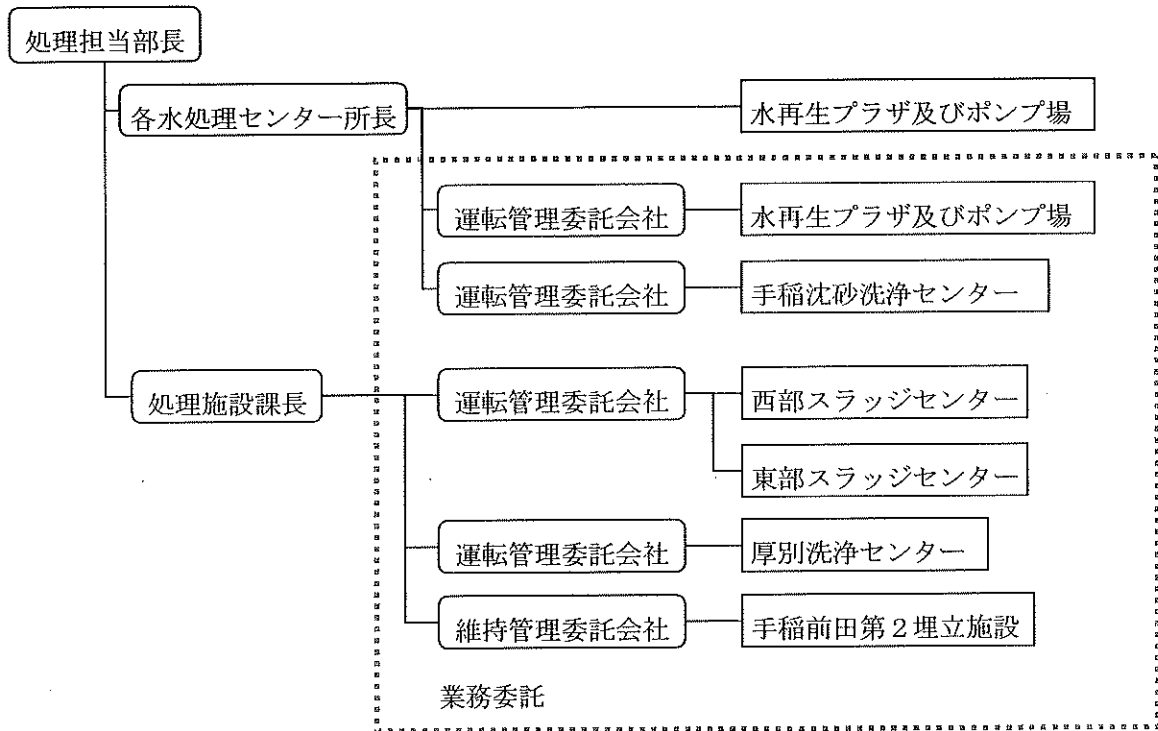 処理担当部長
各水処理センター所長
水再生プラザ及びポンプ場
運転管理委託会社
水再生プラザ及びポンプ場
運転管理委託会社
手稲沈砂洗浄センター
処理施設課長
運転管理委託会社
西部スラッジセンター
東部スラッジセンター
運転管理委託会社
厚別洗浄センター
維持管理委託会社
手稲前田第２埋立施設
業務委託